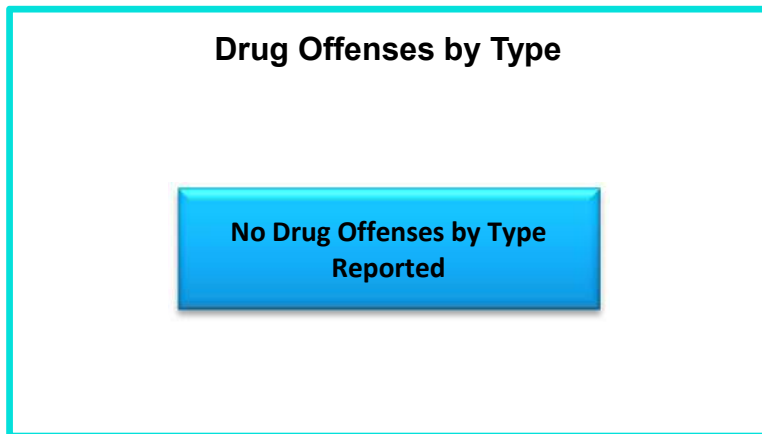 Drug Offenses by Type
No Drug Offenses by Type
Reported